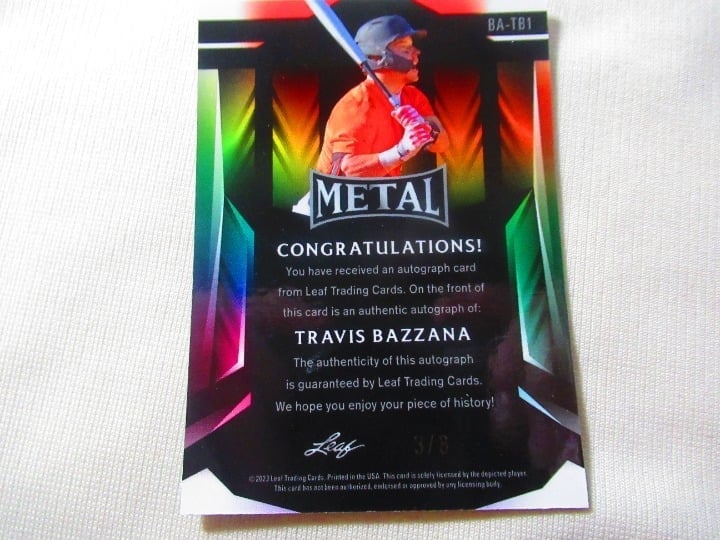 BA-TB1
METAL
CONGRATULATIONS!
You have received an autograph card
from Leaf Trading Cards. On the front of
this card is an authentic autograph of:
TRAVIS BAZZANA
The authenticity of this autograph
is guaranteed by Leaf Trading Cards.
We hope you enjoy your piece of history!
Leaf 3/8
© 2023 Leaf Trading Cards. Printed in the USA. This card is solely licensed by the depicted player.
This card has not been authorized, endorsed or approved by any licensing body.